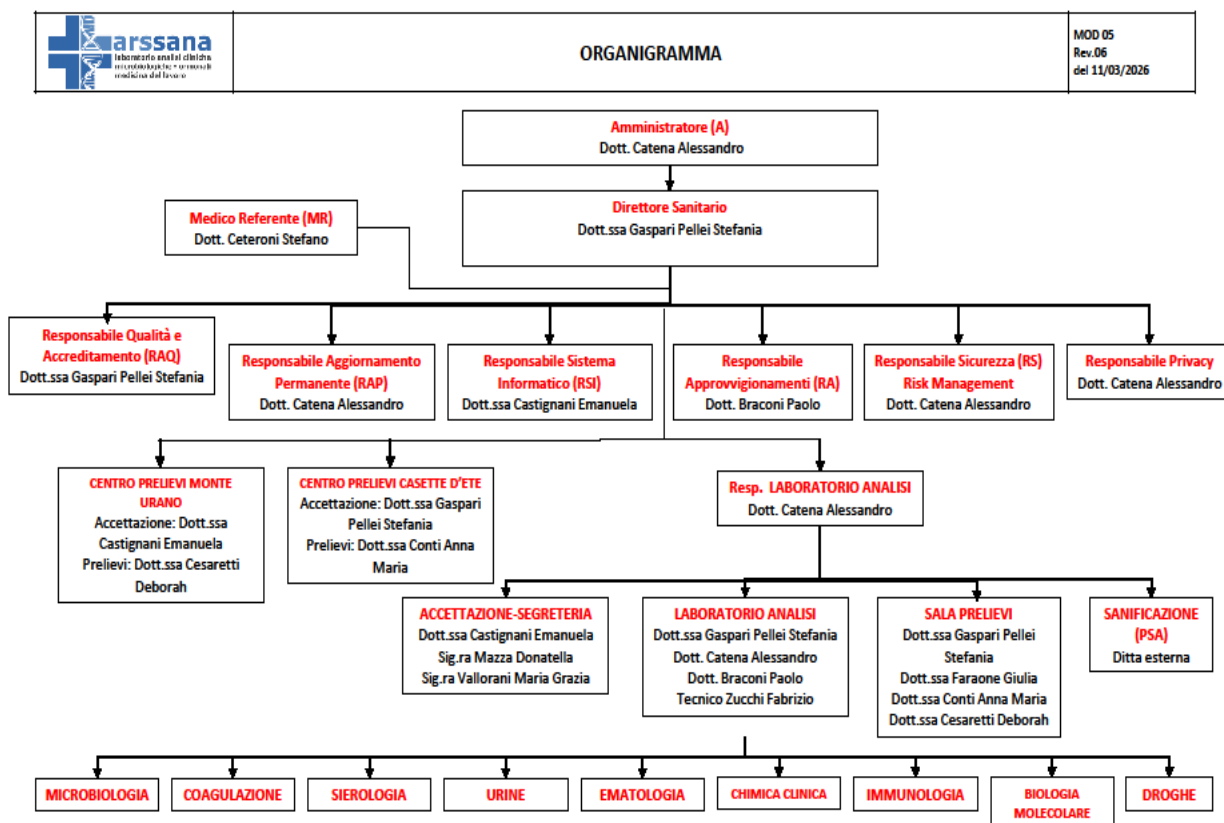 arssana
laboratorio analisi cliniche
microbiologiche • ormonali
medicina del lavoro
ORGANIGRAMMA
MOD 05
Rev.06
del 11/03/2026
Amministratore (A)
Dott. Catena Alessandro
Direttore Sanitario
Dott.ssa Gaspari Pellei Stefania
Medico Referente (MR)
Dott. Ceteroni Stefano
Responsabile Qualità e
Accreditamento (RAQ)
Dott.ssa Gaspari Pellei Stefania
Responsabile Aggiornamento
Permanente (RAP)
Dott. Catena Alessandro
Responsabile Sistema
Informatico (RSI)
Dott.ssa Castignani Emanuela
Responsabile
Approvvigionamenti (RA)
Dott. Braconi Paolo
Responsabile Sicurezza (RS)
Risk Management
Dott. Catena Alessandro
Responsabile Privacy
Dott. Catena Alessandro
CENTRO PRELIEVI MONTE
URANO
Accettazione: Dott.ssa
Castignani Emanuela
Prelievi: Dott.ssa Cesaretti
Deborah
CENTRO PRELIEVI CASETTE D'ETE
Accettazione: Dott.ssa Gaspari
Pellei Stefania
Prelievi: Dott.ssa Conti Anna
Maria
Resp. LABORATORIO ANALISI
Dott. Catena Alessandro
ACCETTAZIONE-SEGRETERIA
Dott.ssa Castignani Emanuela
Sig.ra Mazza Donatella
Sig.ra Vallorani Maria Grazia
LABORATORIO ANALISI
Dott.ssa Gaspari Pellei Stefania
Dott. Catena Alessandro
Dott. Braconi Paolo
Tecnico Zucchi Fabrizio
SALA PRELIEVI
Dott.ssa Gaspari Pellei
Stefania
Dott.ssa Faraone Giulia
Dott.ssa Conti Anna Maria
Dott.ssa Cesaretti Deborah
SANIFICAZIONE
(PSA)
Ditta esterna
MICROBIOLOGIA
COAGULAZIONE
SIEROLOGIA
URINE
EMATOLOGIA
CHIMICA CLINICA
IMMUNOLOGIA
BIOLOGIA
MOLECOLARE
DROGHE